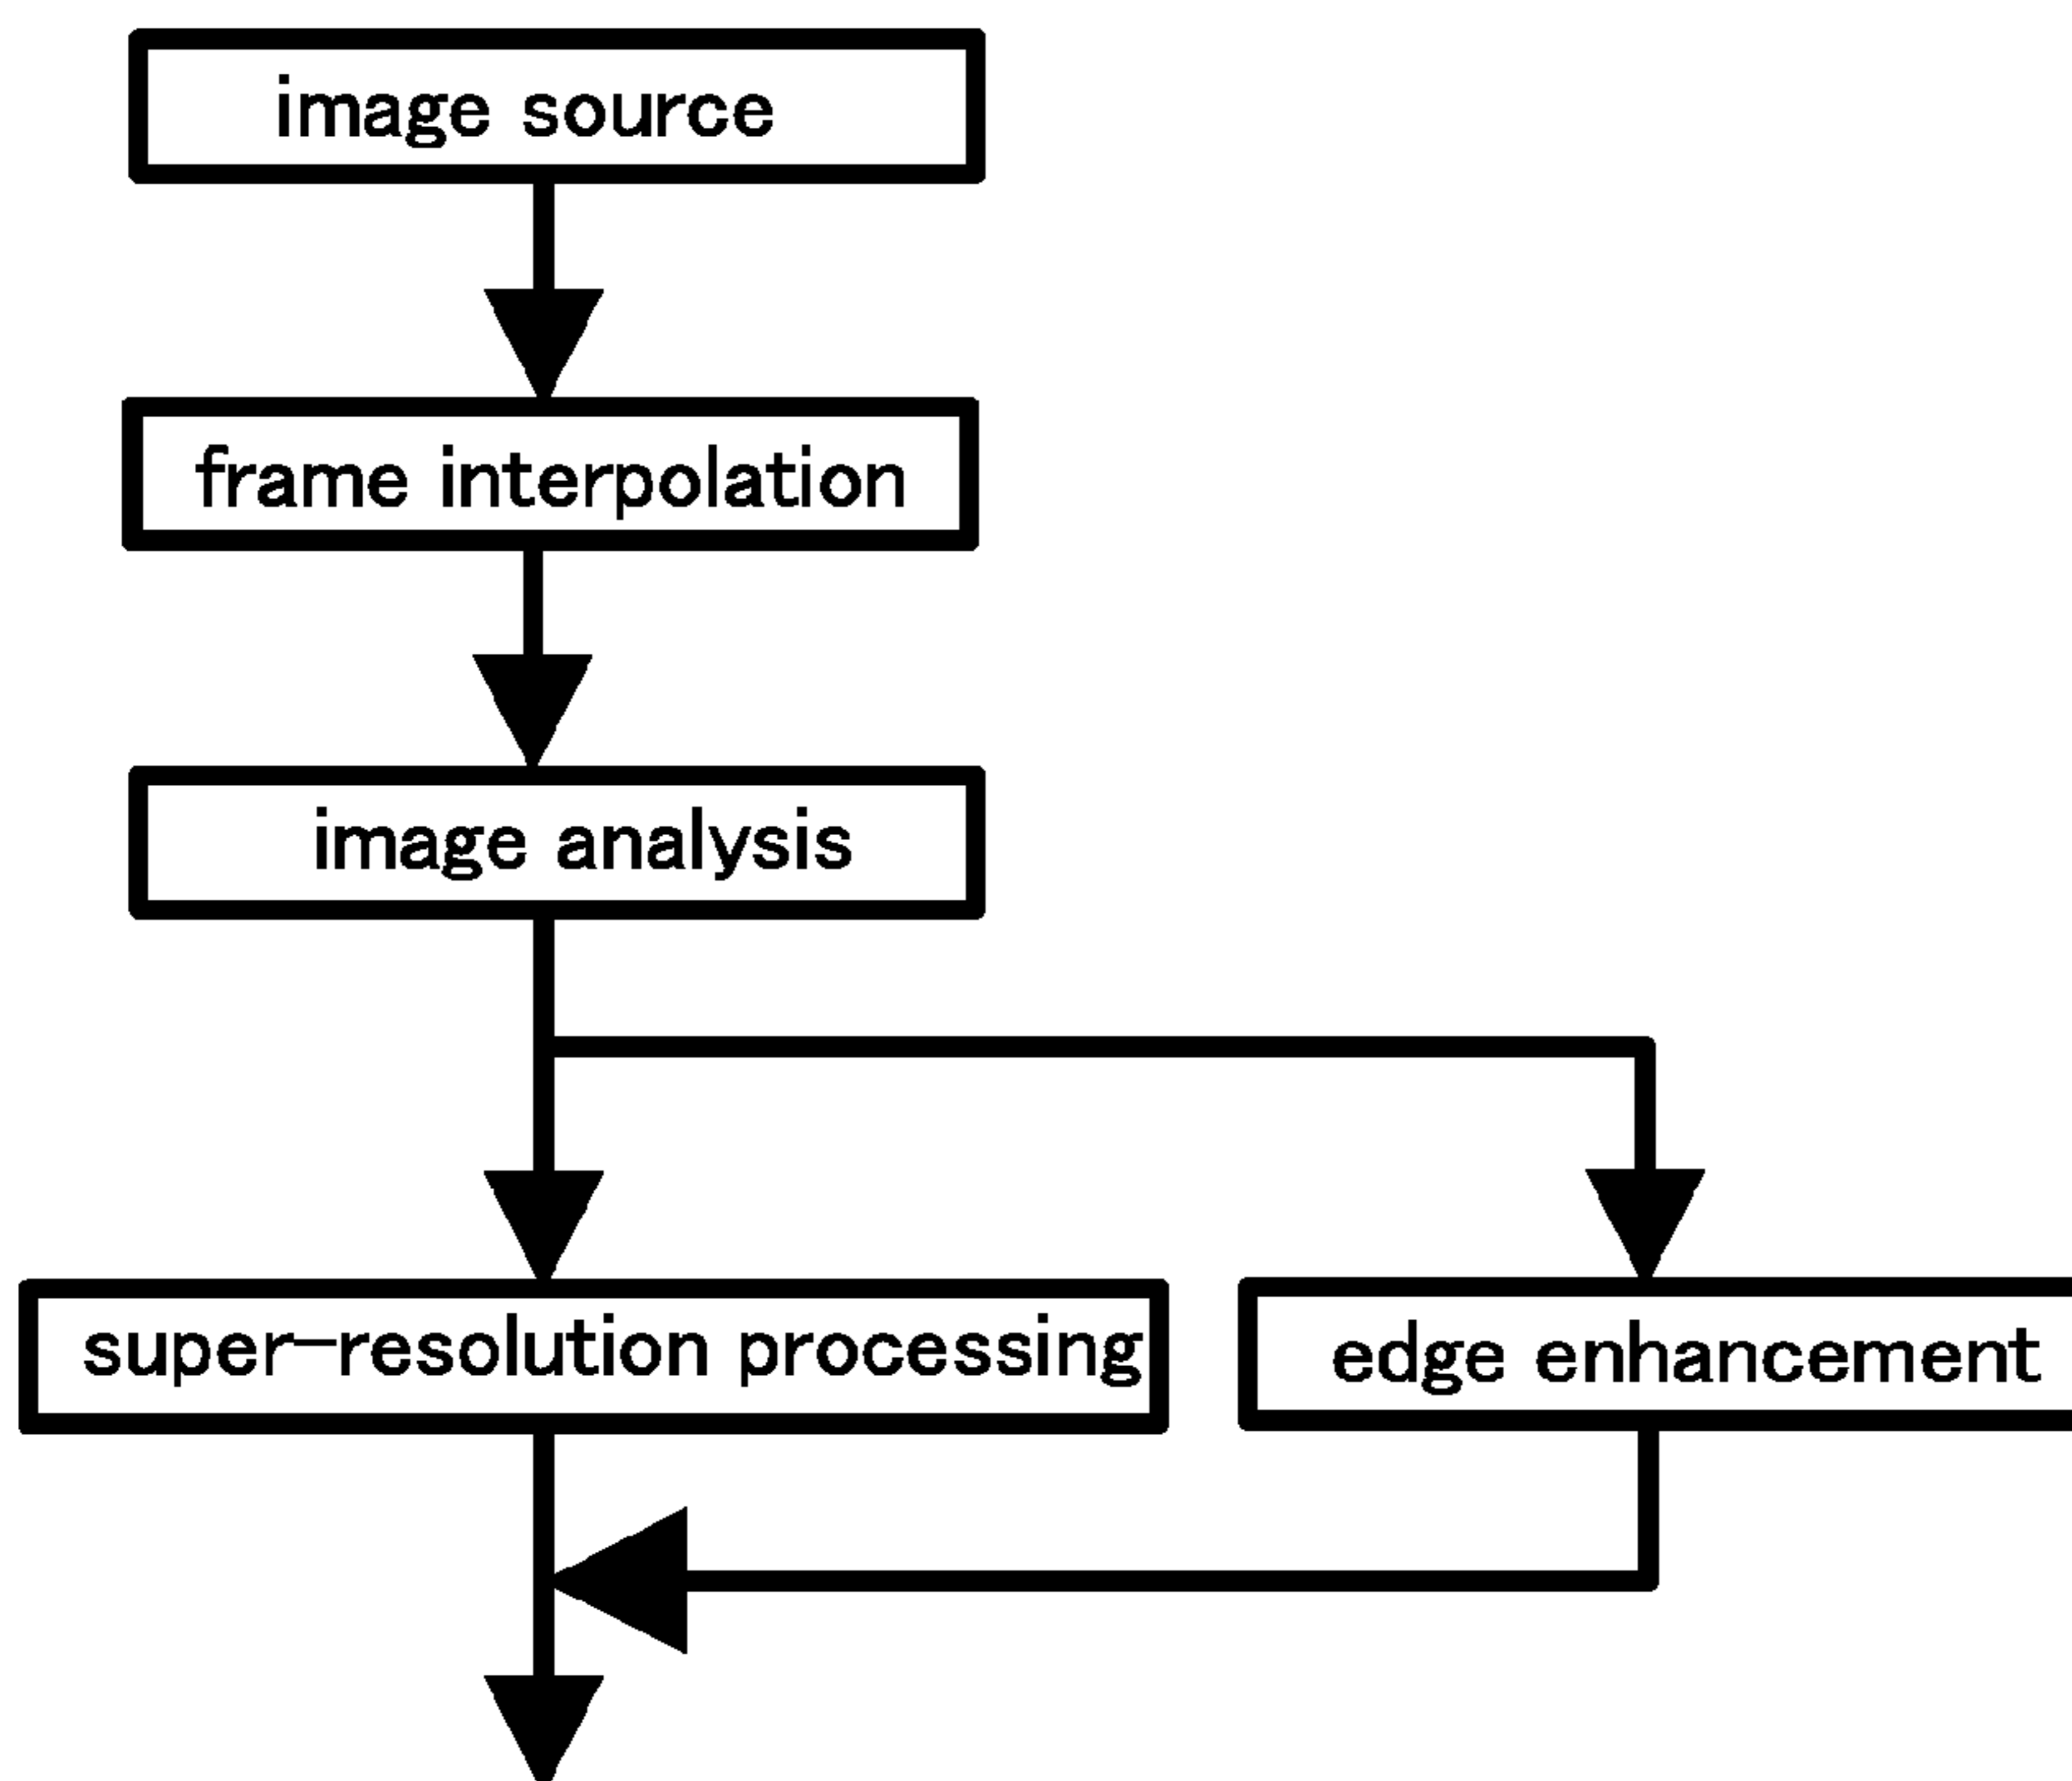 image source
frame interpolation
image analysis
super-resolution processing
edge enhancement